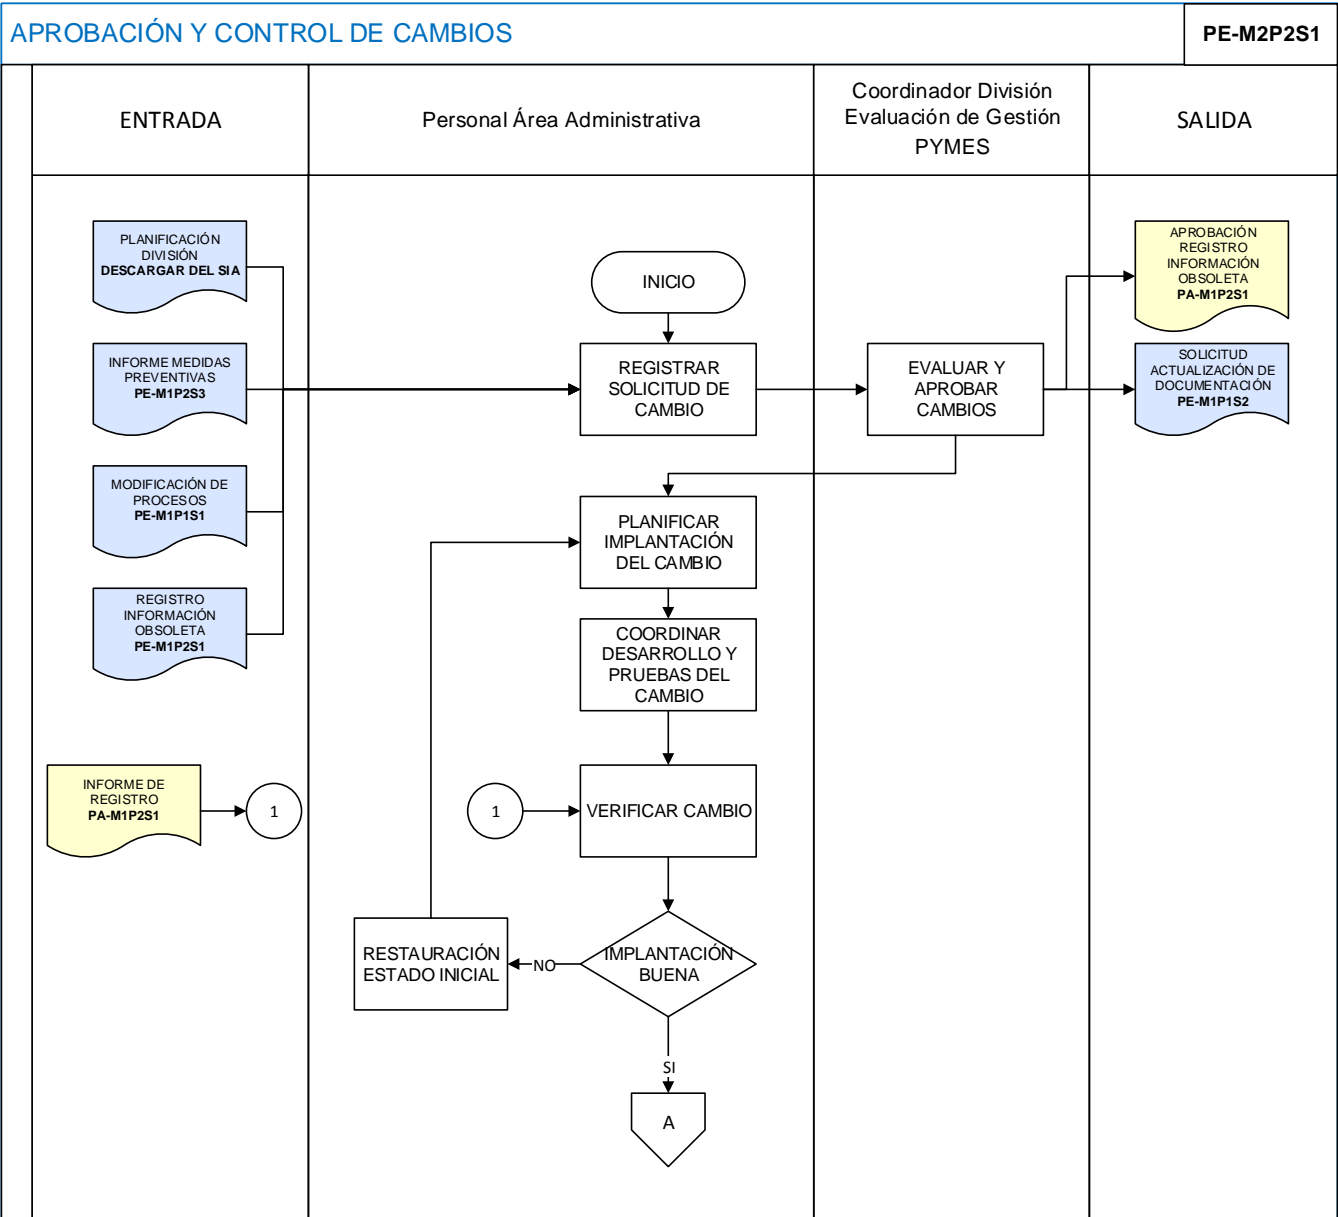 APROBACIÓN Y CONTROL DE CAMBIOS
PE-M2P2S1
ENTRADA
Personal Área Administrativa
Coordinador División
Evaluación de Gestión
PYMES
SALIDA
PLANIFICACIÓN
DIVISIÓN
DESCARGAR DEL SIA
INFORME MEDIDAS
PREVENTIVAS
PE-M1P2S3
MODIFICACIÓN DE
PROCESOS
PE-M1P1S1
REGISTRO
INFORMACIÓN
OBSOLETA
PE-M1P2S1
INFORME DE
REGISTRO
PA-M1P2S1
1
INICIO
REGISTRAR
SOLICITUD DE
CAMBIO
EVALUAR Y
APROBAR
CAMBIOS
APROBACIÓN
REGISTRO
INFORMACIÓN
OBSOLETA
PA-M1P2S1
SOLICITUD
ACTUALIZACIÓN DE
DOCUMENTACIÓN
PE-M1P1S2
PLANIFICAR
IMPLANTACIÓN
DEL CAMBIO
COORDINAR
DESARROLLO Y
PRUEBAS DEL
CAMBIO
1
VERIFICAR CAMBIO
IMPLANTACIÓN
BUENA
NO
RESTAURACIÓN
ESTADO INICIAL
SI
A